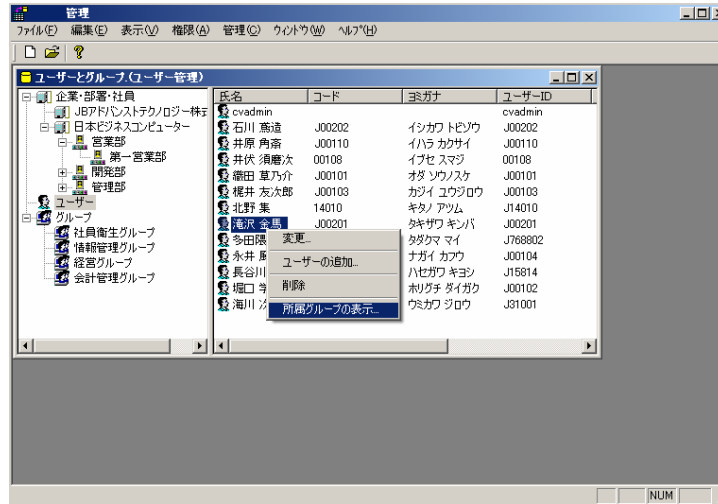 管理
ファイル(F) 編集(E) 表示(V) 権限(A) 管理(C) ウィンドウ(W) ヘルプ(H)
ユーザーとグループ.(ユーザー管理)
企業・部署・社員
JBアドバンストテクノロジー株式
日本ビジネスコンピューター
営業部
第一営業部
開発部
管理部
ユーザー
グループ
社員衛生グループ
情報管理グループ
経営グループ
会計管理グループ
氏名 コード ヨミガナ ユーザーID
cvadmin cvadmin
石川 蔦造 J00202 イシカワ トビゾウ J00202
井原 角斎 J00110 イハラ カクサイ J00110
井伏 須磨次 00108 イブセ スマジ 00108
織田 草乃介 J00101 オダ ソウノスケ J00101
梶井 友次郎 J00103 カジイ ユウジロウ J00103
北野 集 14010 キタノ アツム J14010
滝沢 金馬 J00201 タキザワ キンバ J00201
多田隈 タダクマ マイ J768802
永井 ナガイ カフウ J00104
長谷川 ハセガワ キヨシ J15814
堀口 学 ホリグチ ダイガク J00102
海川 次 ウミカワ ジロウ J31001
変更...
ユーザーの追加...
削除
所属グループの表示...
NUM